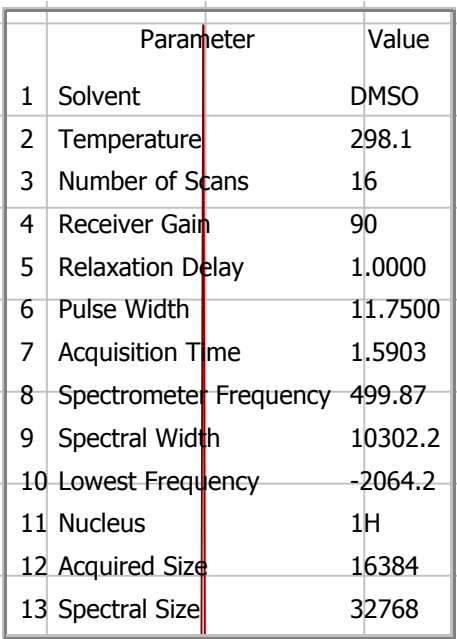 Parameter Value
1 Solvent DMSO
2 Temperature 298.1
3 Number of Scans 16
4 Receiver Gain 90
5 Relaxation Delay 1.0000
6 Pulse Width 11.7500
7 Acquisition Time 1.5903
8 Spectrometer Frequency 499.87
9 Spectral Width 10302.2
10 Lowest Frequency -2064.2
11 Nucleus 1H
12 Acquired Size 16384
13 Spectral Size 32768